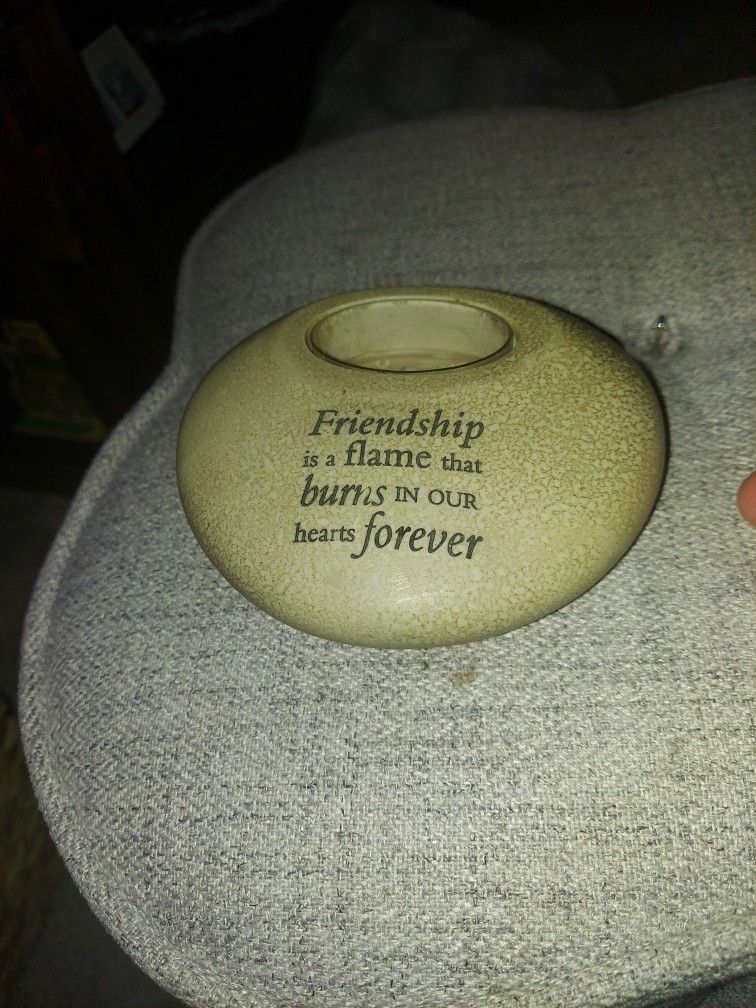 Friendship
is a flame that
burns IN OUR
hearts forever